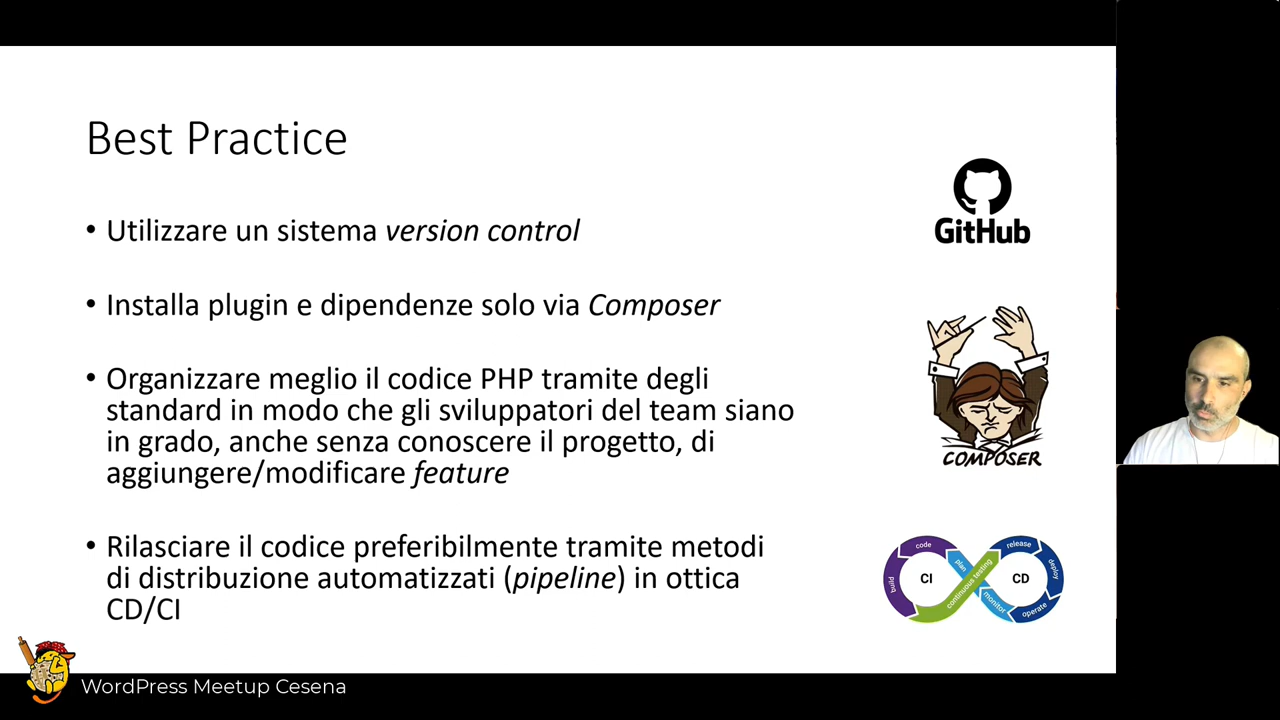 Best Practice
• Utilizzare un sistema version control
• Installa plugin e dipendenze solo via Composer
• Organizzare meglio il codice PHP tramite degli
standard in modo che gli sviluppatori del team siano
in grado, anche senza conoscere il progetto, di
aggiungere/modificare feature
• Rilasciare il codice preferibilmente tramite metodi
di distribuzione automatizzati (pipeline) in ottica
CD/CI
GitHub
COMPOSER
code
build
CI
plan
continuous testing
release
deploy
CD
monitor
operate
WordPress Meetup Cesena